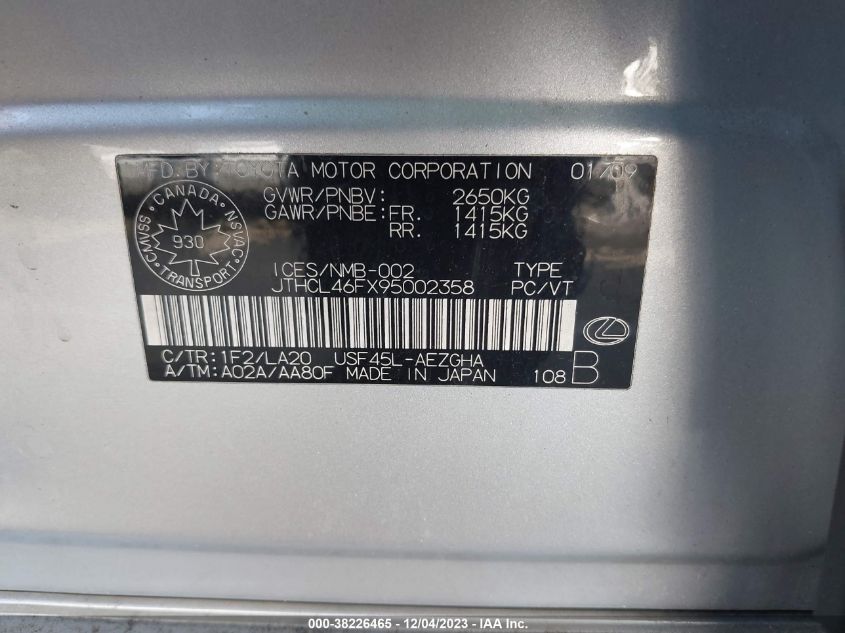 MFD. BY TOYOTA MOTOR CORPORATION 01/09
GVWR/PNBV: 2650KG
GAWR/PNBE: FR. 1415KG
RR. 1415KG
CANADA
CMVSS NSVAC
930
TRANSPORT
ICES/NMB-002 TYPE
JTHCL46FX95002358 PC/VT
C/TR: 1F2/LA20 USF45L-AEZGHA
A/TM: A02A/AA80F MADE IN JAPAN 108 B
000-38226465 - 12/04/2023 - IAA Inc.